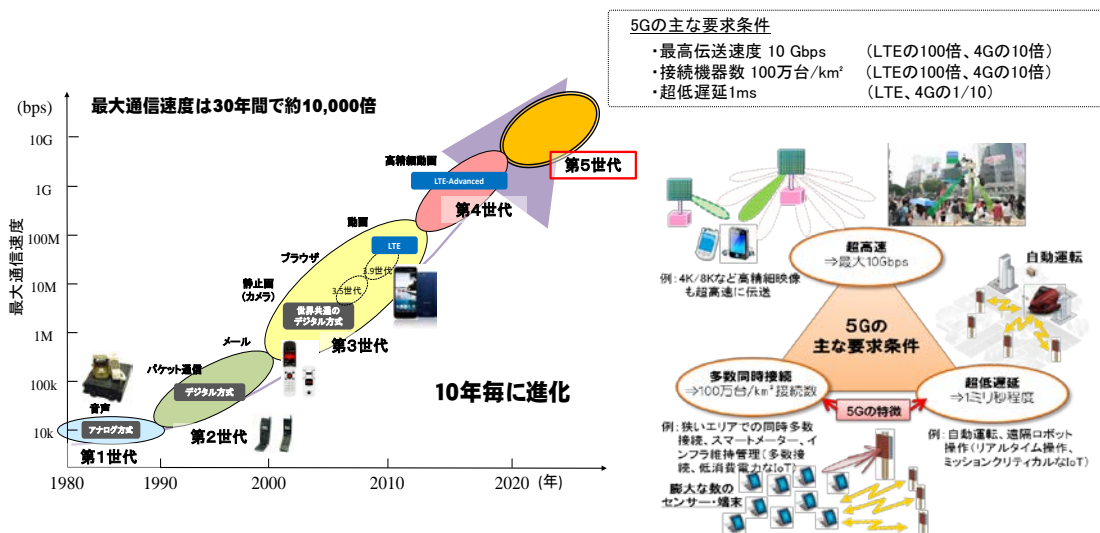 5Gの主な要求条件
・最高伝送速度 10 Gbps （LTEの100倍、4Gの10倍）
・接続機器数 100万台/km² （LTEの100倍、4Gの10倍）
・超低遅延1ms （LTE、4Gの1/10）
(bps)
最大通信速度は30年間で約10,000倍
最大通信速度
10G
1G
100M
10M
1M
100k
10k
高精細動画
LTE-Advanced
第5世代
第4世代
動画
LTE
ブラウザ
3.9世代
3.5世代
静止画
(カメラ)
世界共通の
デジタル方式
第3世代
メール
パケット通信
デジタル方式
第2世代
音声
アナログ方式
第1世代
10年毎に進化
1980
1990
2000
2010
2020
(年)
超高速
⇒最大10Gbps
例：4K/8Kなど高精細映像
も超高速に伝送
自動運転
5Gの
主な要求条件
多数同時接続
⇒100万台/km²接続数
超低遅延
⇒1ミリ秒程度
5Gの特徴
例：狭いエリアでの同時多数
接続、スマートメーター、イ
ンフラ維持管理（多数接
続、低消費電力なIoT）
例：自動運転、遠隔ロボット
操作（リアルタイム操作、
ミッションクリティカルなIoT）
膨大な数の
センサー・端末